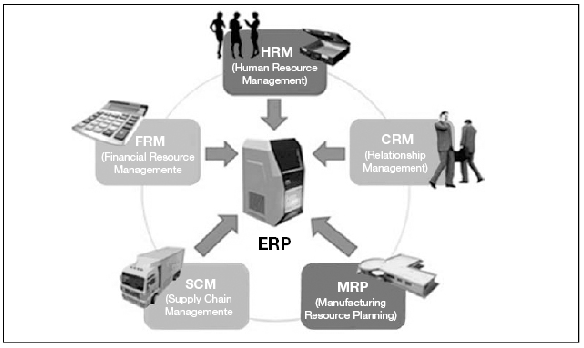 HRM
(Human Resource
Management)
FRM
(Financial Resource
Managemente
CRM
(Relationship
Management)
ERP
SCM
(Supply Chain
Managemente
MRP
(Manufacturing
Resource Planning)